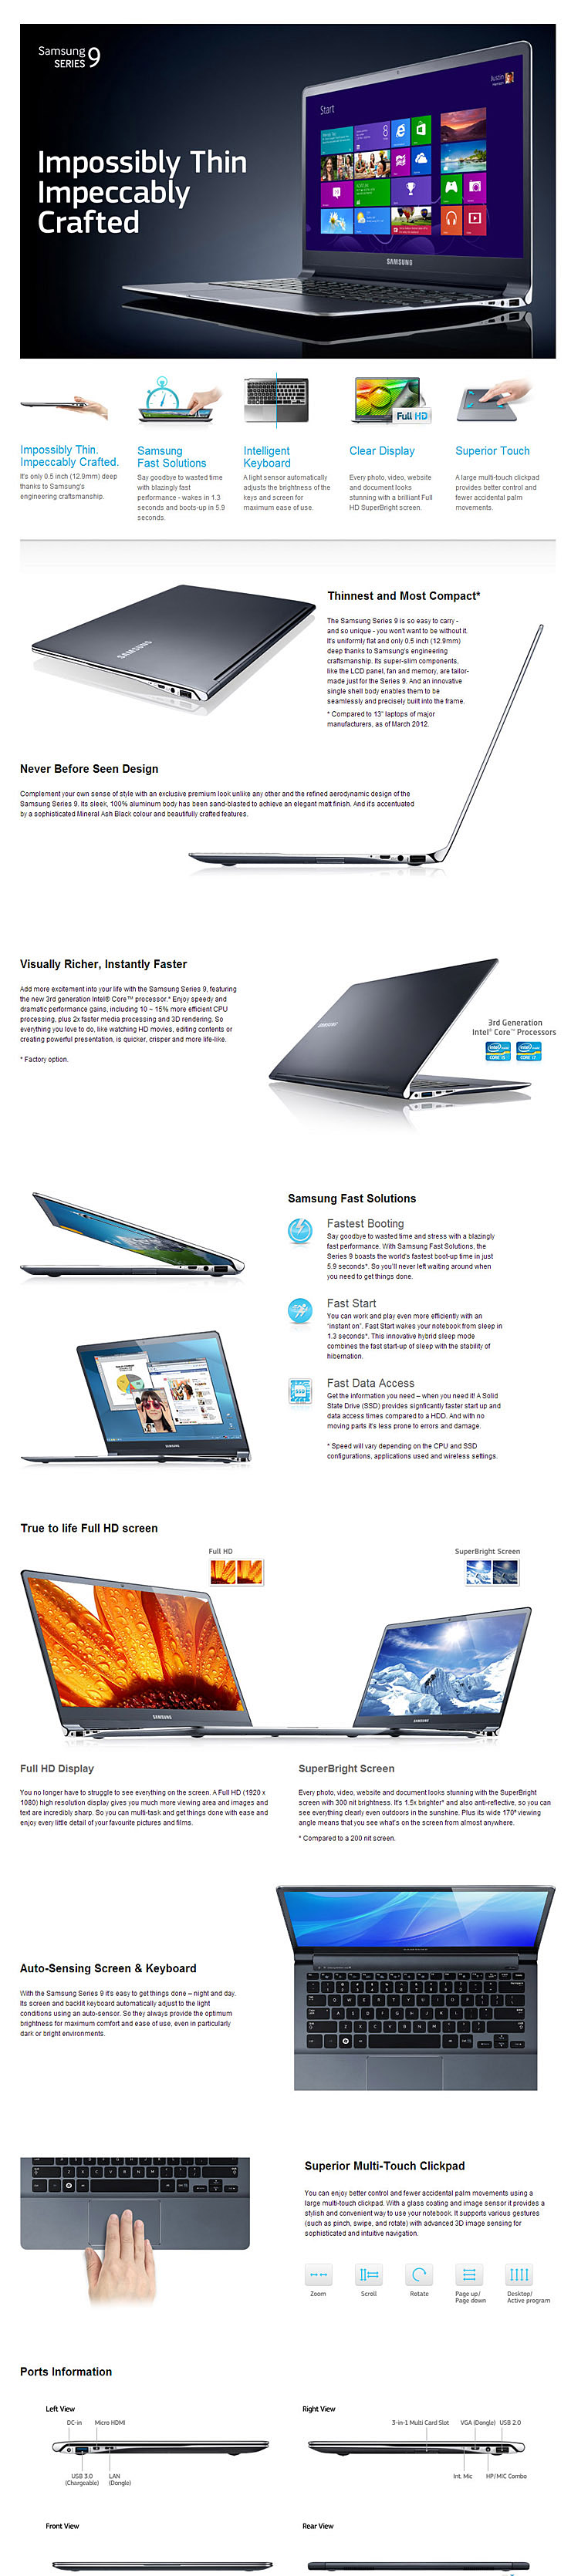 Samsung
SERIES 9
Impossibly Thin
Impeccably
Crafted
Start
Justin
SAMSUNG
Full HD
Impossibly Thin.
Impeccably Crafted.
It's only 0.5 inch (12.9mm) deep
thanks to Samsung's
engineering craftsmanship.
Samsung
Fast Solutions
Say goodbye to wasted time
with blazingly fast
performance - wakes in 1.3
seconds and boots-up in 5.9
seconds.
Intelligent
Keyboard
A light sensor automatically
adjusts the brightness of the
keys and screen for
maximum ease of use.
Clear Display
Every photo, video, website
and document looks
stunning with a brilliant Full
HD SuperBright screen.
Superior Touch
A large multi-touch clickpad
provides better control and
fewer accidental palm
movements.
SAMSUNG
Thinnest and Most Compact*
The Samsung Series 9 is so easy to carry -
and so unique - you won't want to be without it.
It's uniformly flat and only 0.5 inch (12.9mm)
deep thanks to Samsung's engineering
craftsmanship. Its super-slim components,
like the LCD panel, fan and memory, are tailor-
made just for the Series 9. And an innovative
single shell body enables them to be
seamlessly and precisely built into the frame.
* Compared to 13" laptops of major
manufacturers, as of March 2012.
Never Before Seen Design
Complement your own sense of style with an exclusive premium look unlike any other and the refined aerodynamic design of the
Samsung Series 9. Its sleek, 100% aluminum body has been sand-blasted to achieve an elegant matt finish. And it's accentuated
by a sophisticated Mineral Ash Black colour and beautifully crafted features.
Visually Richer, Instantly Faster
Add more excitement into your life with the Samsung Series 9, featuring
the new 3rd generation Intel® Core™ processor.* Enjoy speedy and
dramatic performance gains, including 10 ~ 15% more efficient CPU
processing, plus 2x faster media processing and 3D rendering. So
everything you love to do, like watching HD movies, editing contents or
creating powerful presentation, is quicker, crisper and more life-like.
* Factory option.
SAMSUNG
3rd Generation
Intel® Core™ Processors
CORE i5
CORE i7
Samsung Fast Solutions
Fastest Booting
Say goodbye to wasted time and stress with a blazingly
fast performance. With Samsung Fast Solutions, the
Series 9 boasts the world's fastest boot-up time in just
5.9 seconds*. So you'll never left waiting around when
you need to get things done.
Fast Start
You can work and play even more efficiently with an
'instant on'. Fast Start wakes your notebook from sleep in
1.3 seconds*. This innovative hybrid sleep mode
combines the fast start-up of sleep with the stability of
hibernation.
SSD
Fast Data Access
Get the information you need – when you need it! A Solid
State Drive (SSD) provides significantly faster start up and
data access times compared to a HDD. And with no
moving parts it's less prone to errors and damage.
* Speed will vary depending on the CPU and SSD
configurations, applications used and wireless settings.
SAMSUNG
True to life Full HD screen
Full HD
SuperBright Screen
SAMSUNG
SAMSUNG
Full HD Display
You no longer have to struggle to see everything on the screen. A Full HD (1920 x
1080) high resolution display gives you much more viewing area and images and
text are incredibly sharp. So you can multi-task and get things done with ease and
enjoy every little detail of your favourite pictures and films.
SuperBright Screen
Every photo, video, website and document looks stunning with the SuperBright
screen with 300 nit brightness. It's 1.5x brighter* and also anti-reflective, so you can
see everything clearly even outdoors in the sunshine. Plus its wide 170° viewing
angle means that you see what's on the screen from almost anywhere.
* Compared to a 200 nit screen.
Auto-Sensing Screen & Keyboard
With the Samsung Series 9 it's easy to get things done – night and day.
Its screen and backlit keyboard automatically adjust to the light
conditions using an auto-sensor. So they always provide the optimum
brightness for maximum comfort and ease of use, even in particularly
dark or bright environments.
Superior Multi-Touch Clickpad
You can enjoy better control and fewer accidental palm movements using a
large multi-touch clickpad. With a glass coating and image sensor it provides a
stylish and convenient way to use your notebook. It supports various gestures
(such as pinch, swipe, and rotate) with advanced 3D image sensing for
sophisticated and intuitive navigation.
Zoom
Scroll
Rotate
Page up/
Page down
Desktop/
Active program
Ports Information
Left View
DC-in
Micro HDMI
USB 3.0
(Chargeable)
LAN
(Dongle)
Right View
3-in-1 Multi Card Slot
VGA (Dongle)
USB 2.0
Int. Mic
HP/MIC Combo
Front View
Rear View